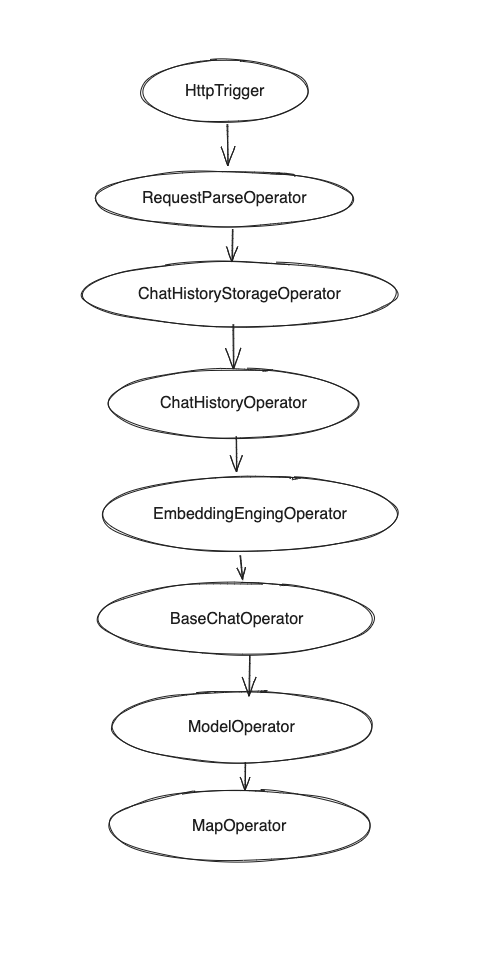 HttpTrigger
RequestParseOperator
ChatHistoryStorageOperator
ChatHistoryOperator
EmbeddingEngingOperator
BaseChatOperator
ModelOperator
MapOperator